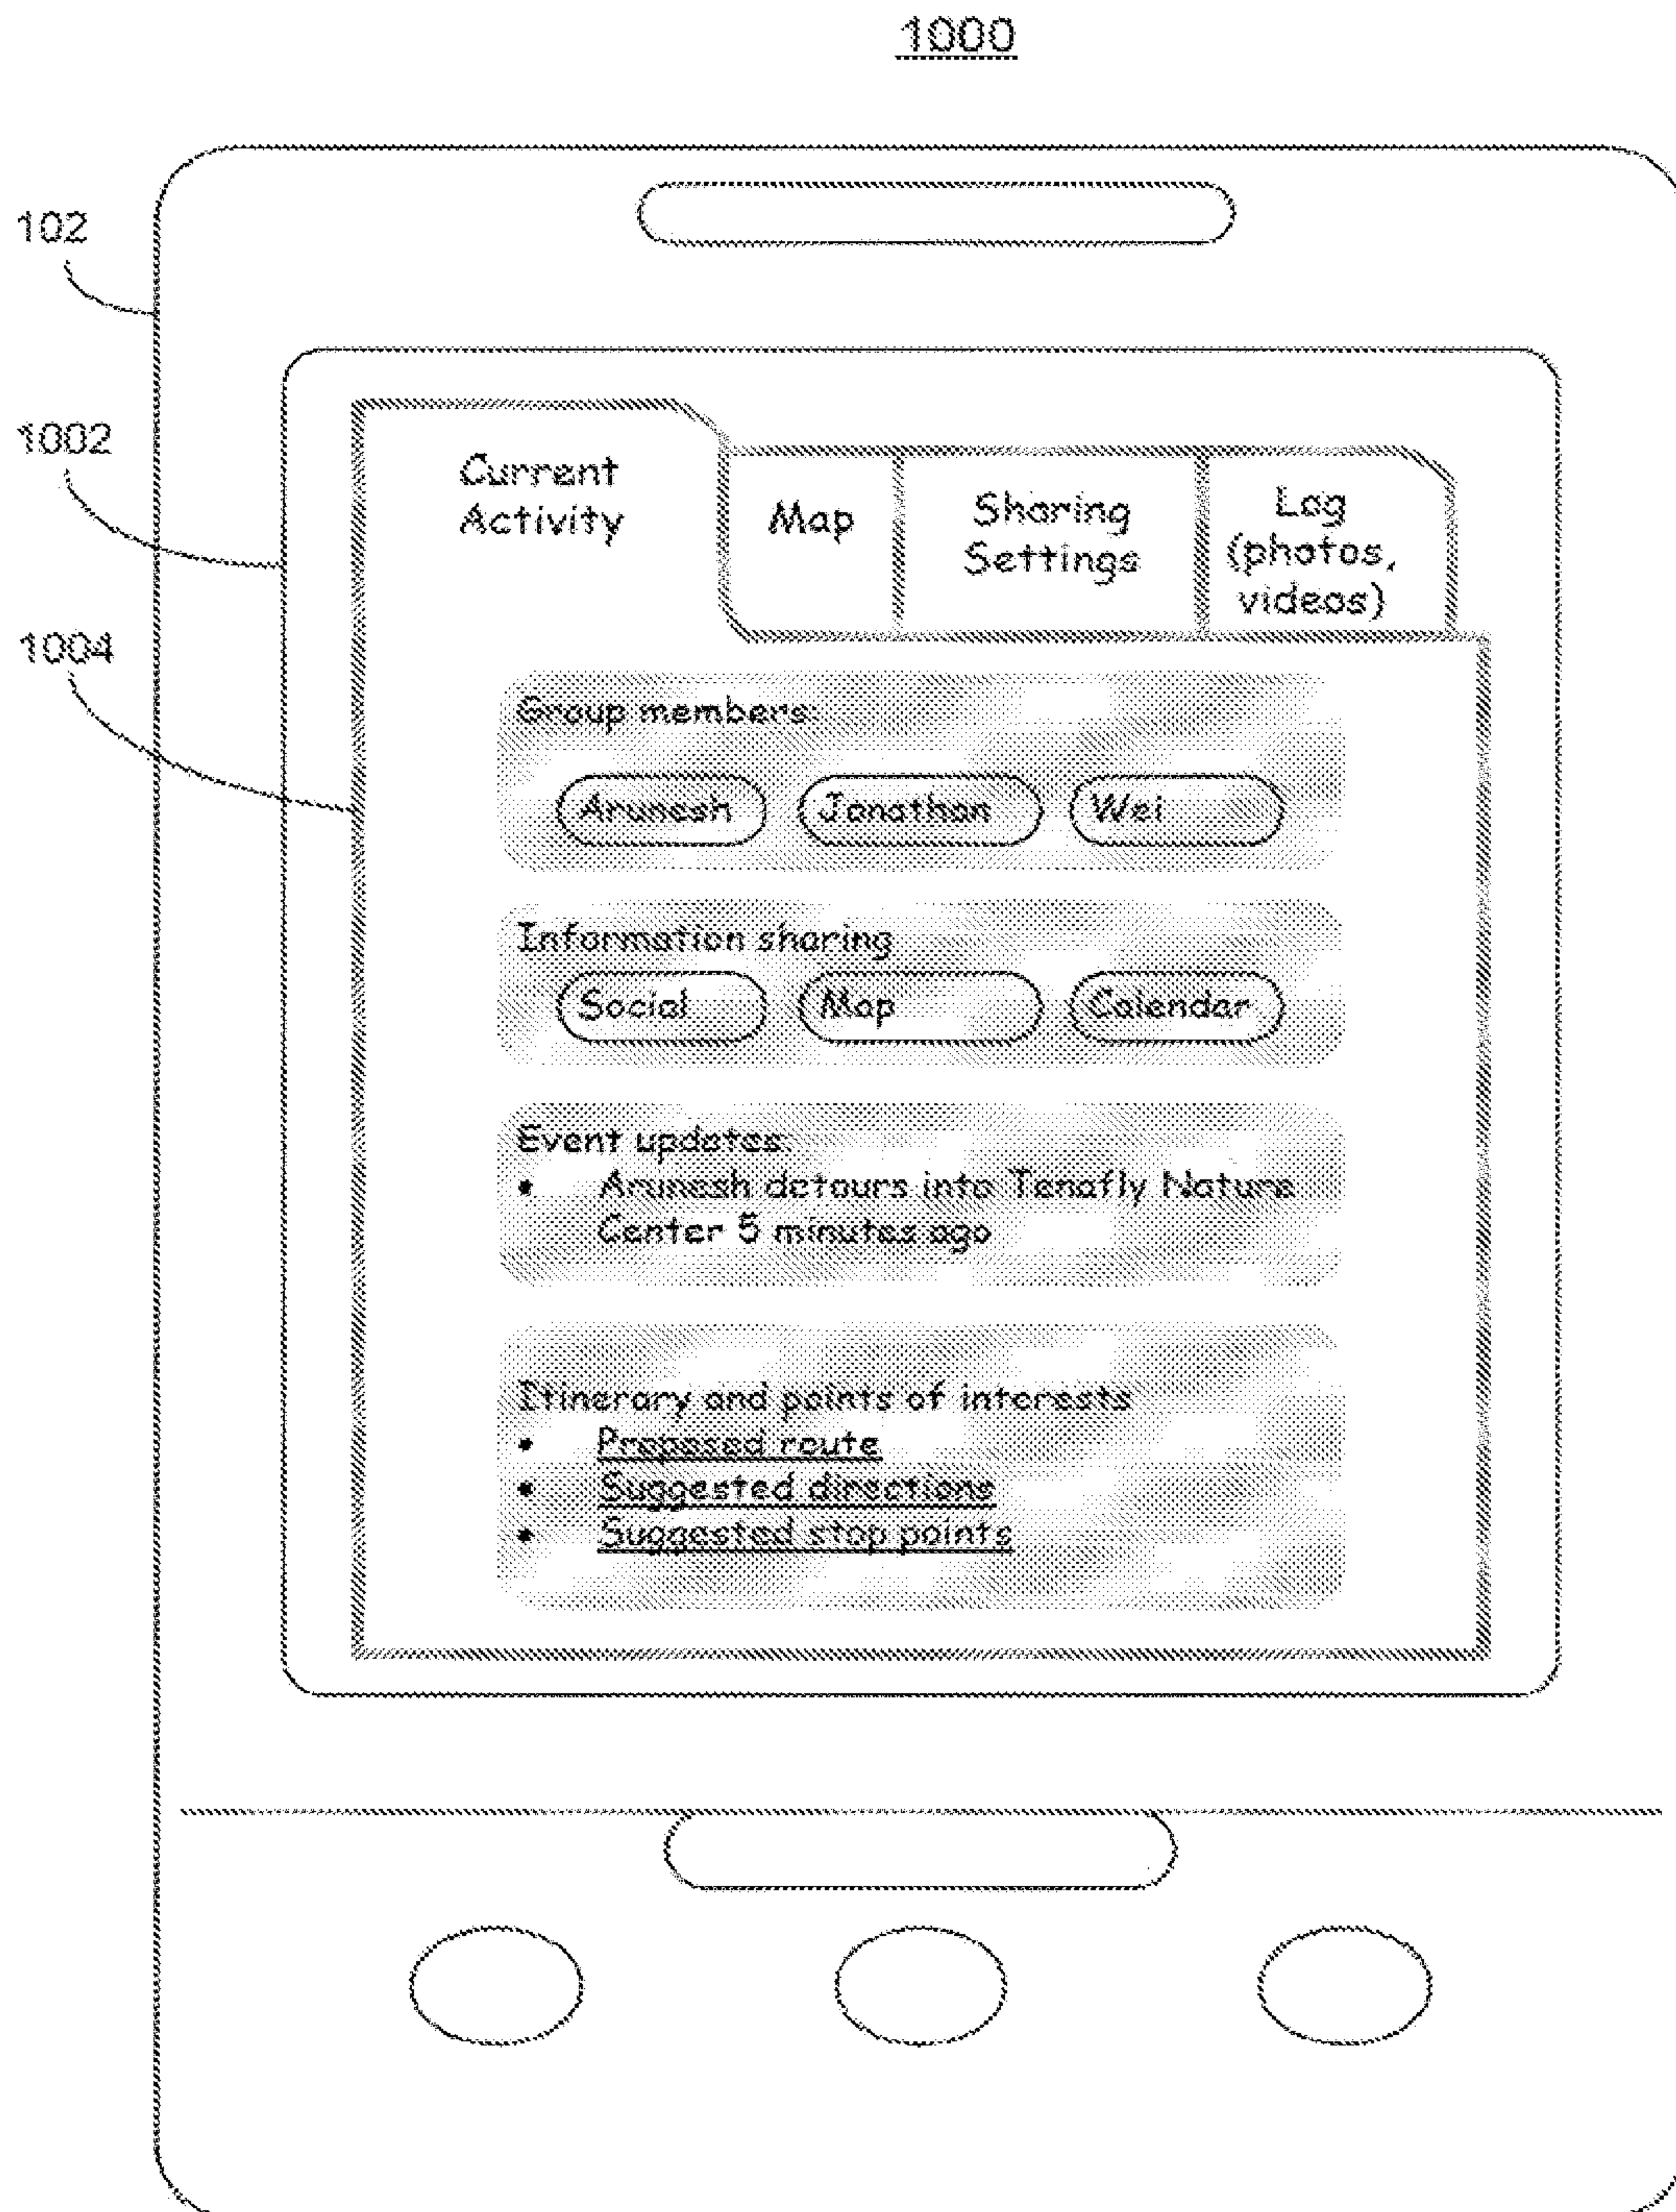 1000
102
1002
1004
Current
Activity
Map
Sharing
Settings
Log
(photos,
videos)
Group members:
Arunesh
Jonathan
Wei
Information sharing
Social
Map
Calendar
Event updates:
• Arunesh detours into Tenafly Nature
Center 5 minutes ago
Itinerary and points of interests
• Proposed route
• Suggested directions
• Suggested stop points